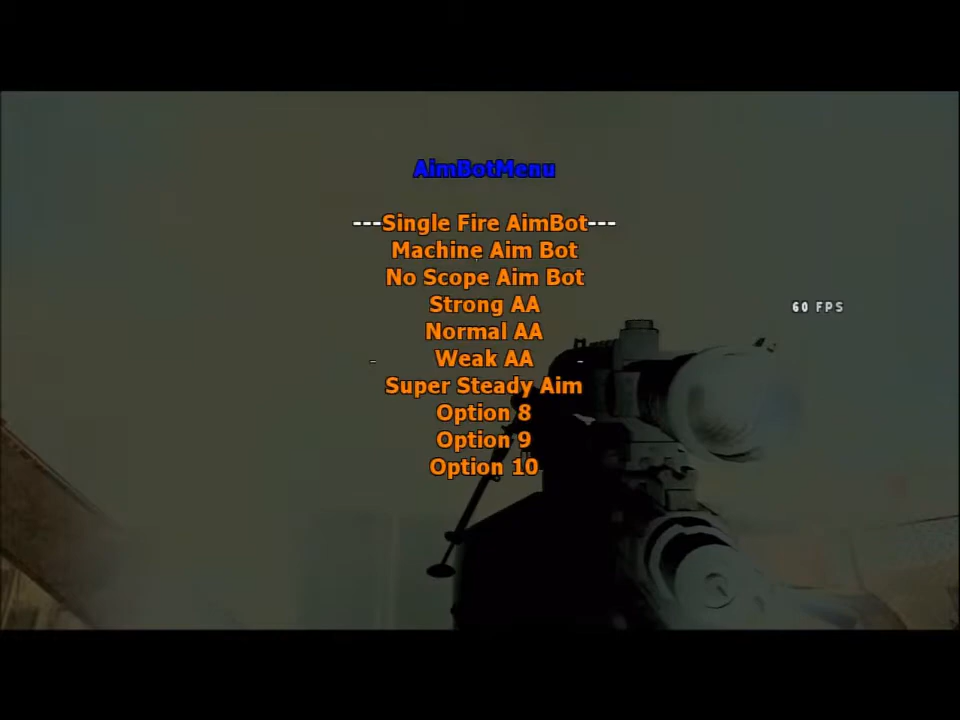 AimBotMenu
---Single Fire AimBot---
Machine Aim Bot
No Scope Aim Bot
Strong AA
60 FPS
Normal AA
- Weak AA -
Super Steady Aim
Option 8
Option 9
Option 10